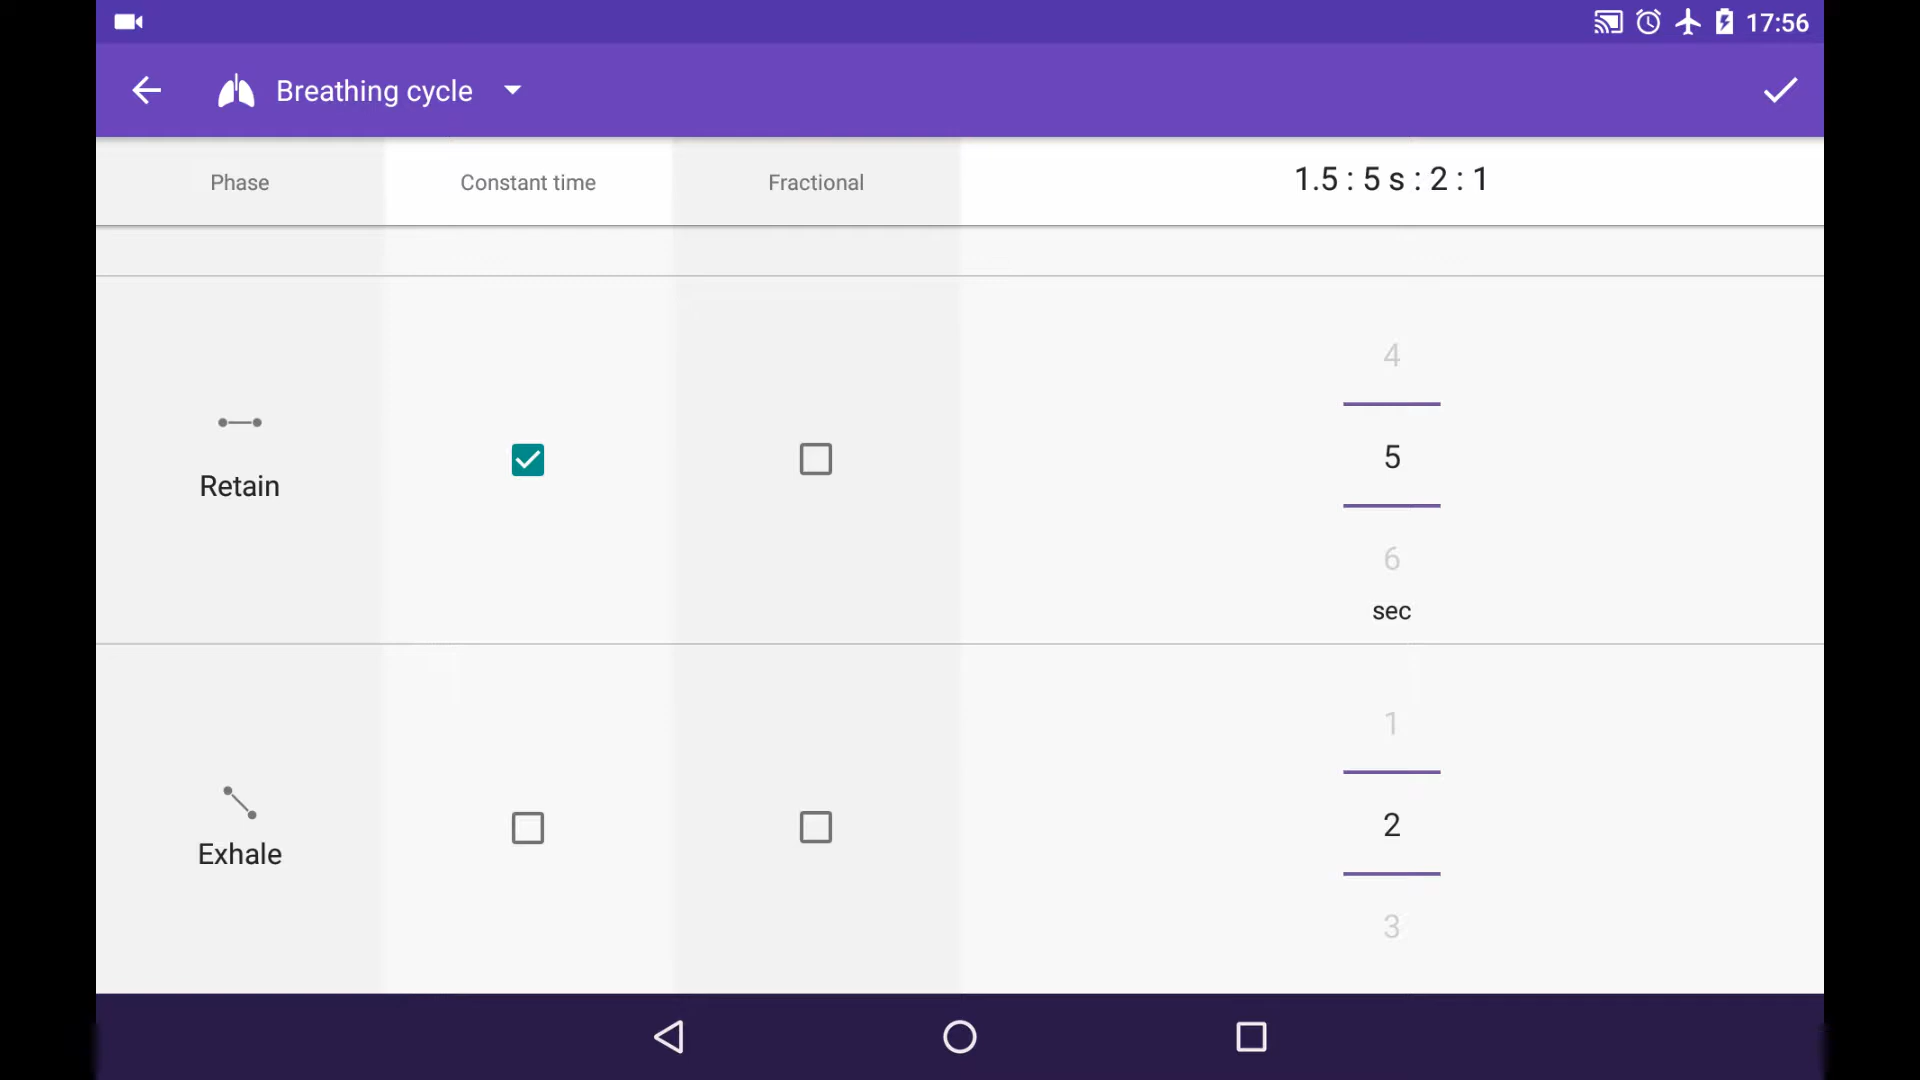 17:56
Breathing cycle
Phase
Constant time
Fractional
1.5 : 5 s : 2 : 1
4
5
6
sec
Retain
1
2
3
Exhale